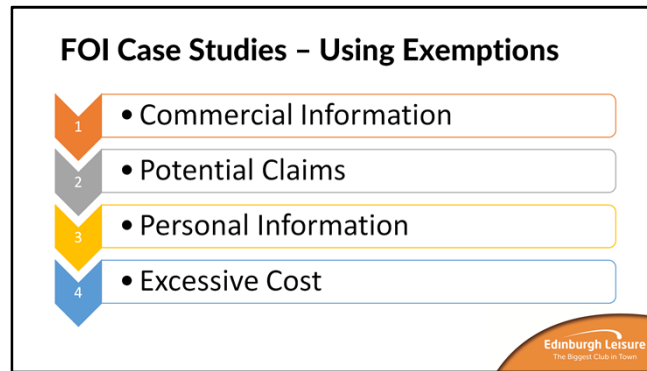 FOI Case Studies – Using Exemptions
1
• Commercial Information
2
• Potential Claims
3
• Personal Information
4
• Excessive Cost
Edinburgh Leisure
The Biggest Club in Town